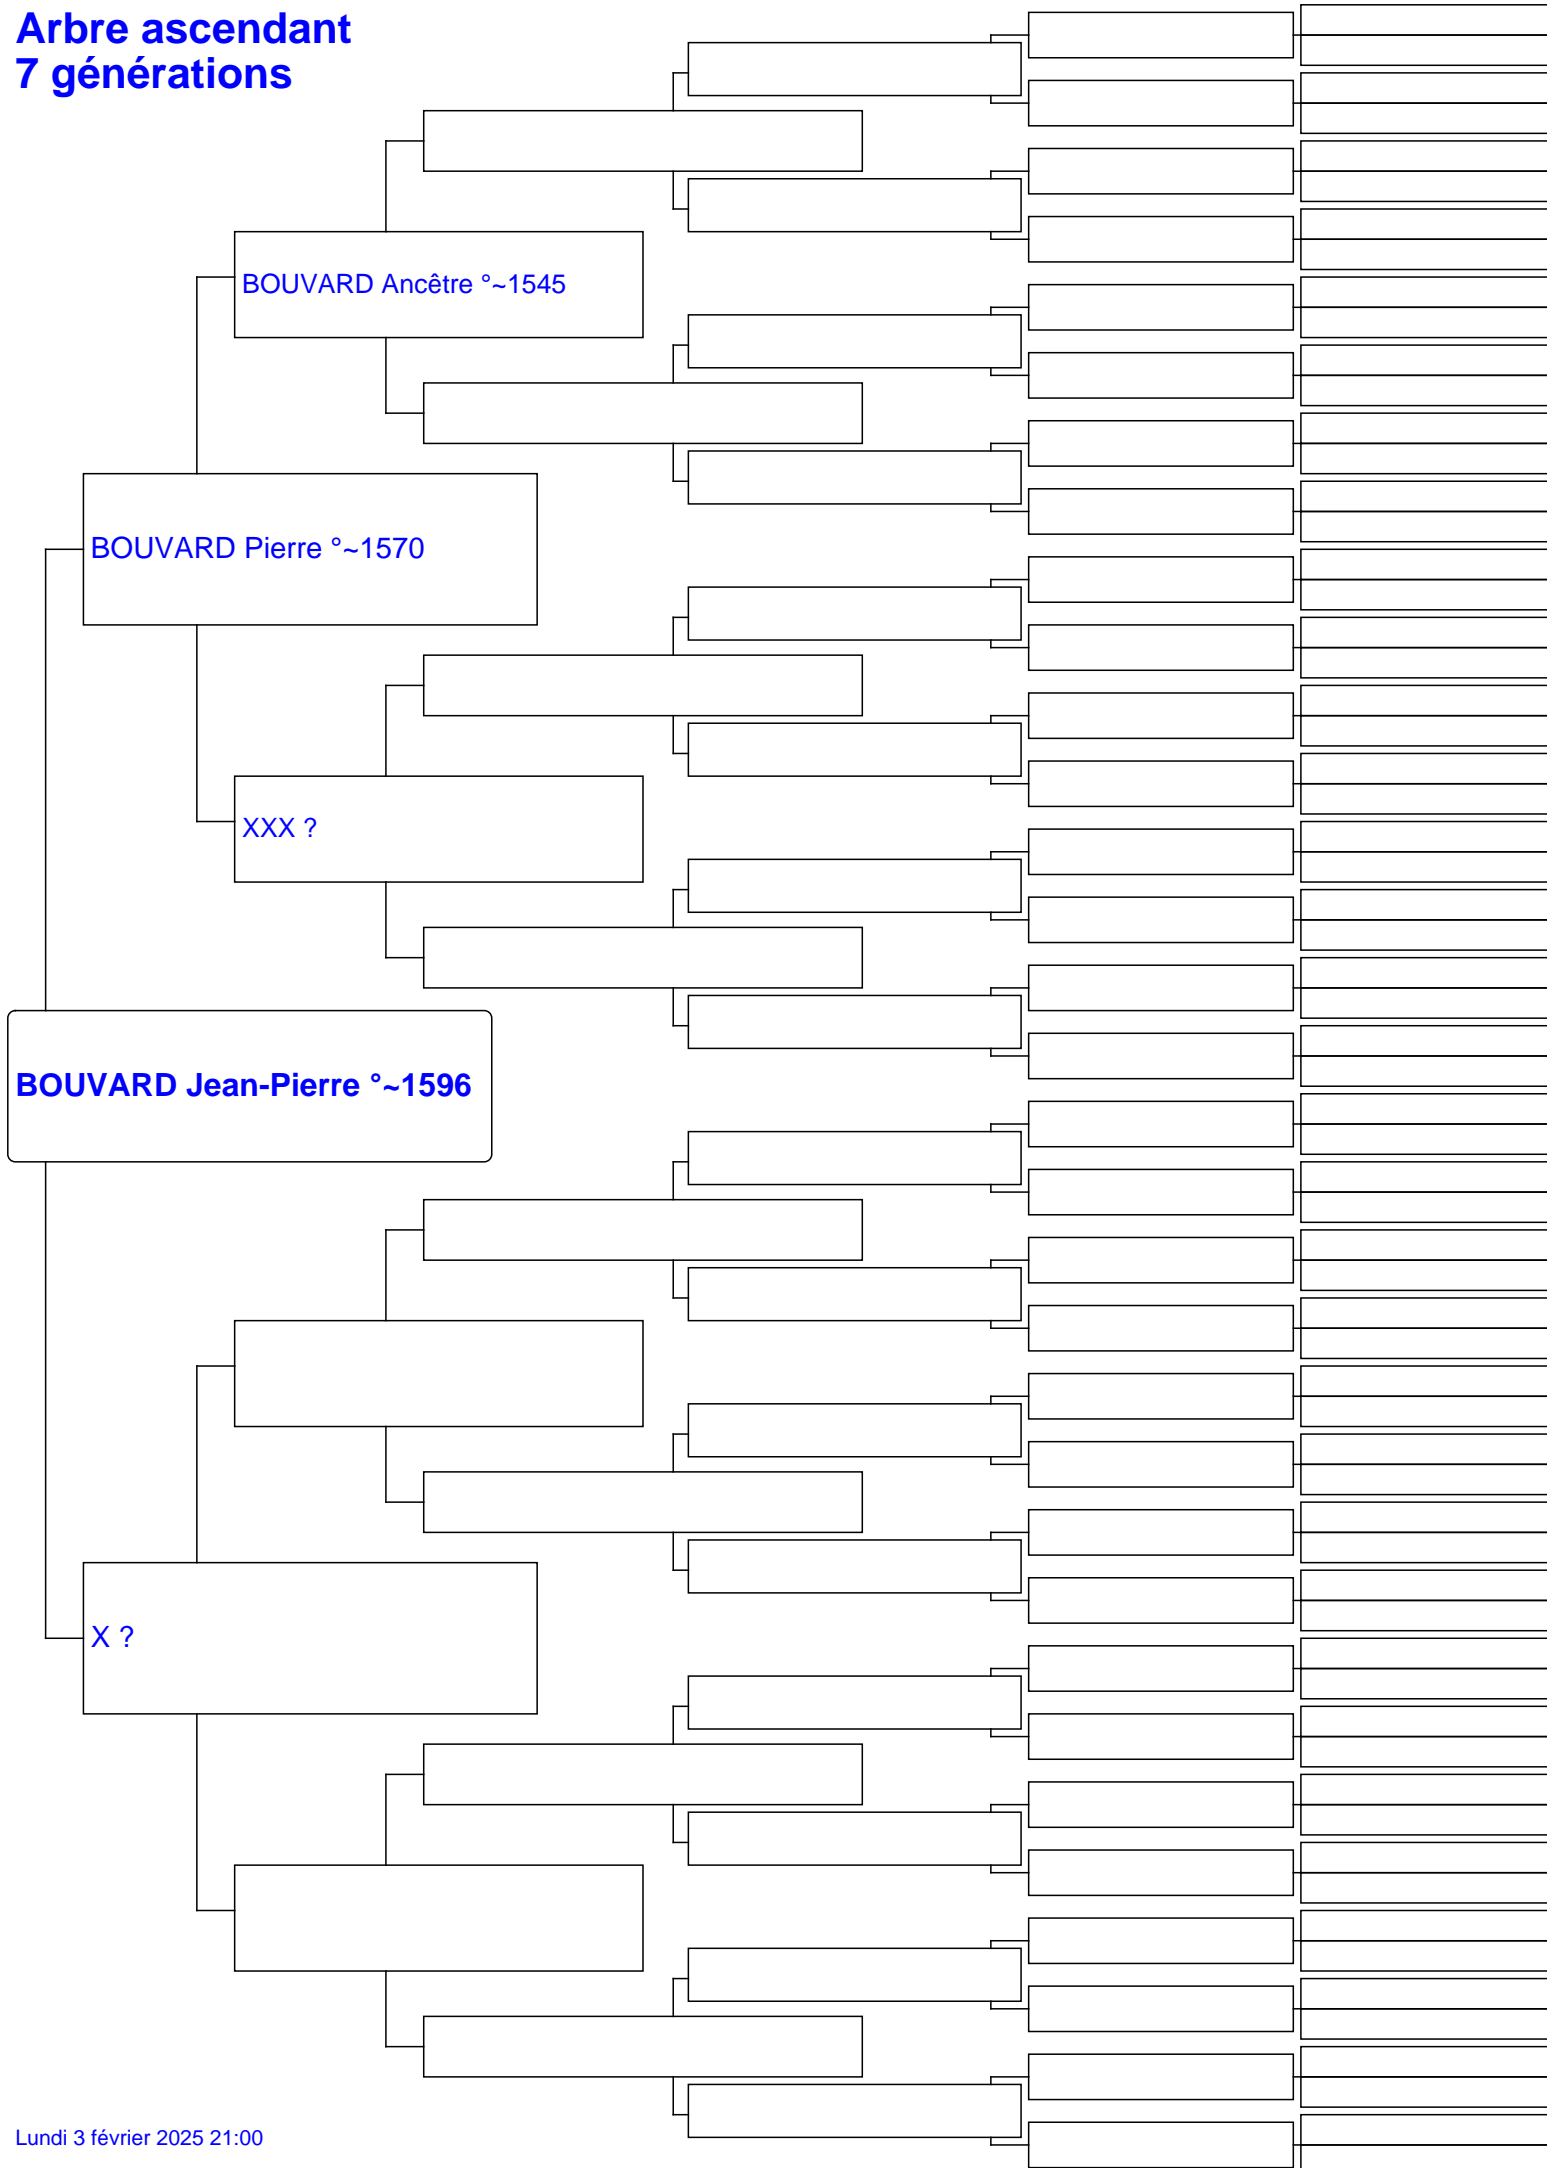 Arbre ascendant
7 générations
BOUVARD Ancêtre °~1545
BOUVARD Pierre °~1570
XXX ?
BOUVARD Jean-Pierre °~1596
X ?
Lundi 3 février 2025 21:00